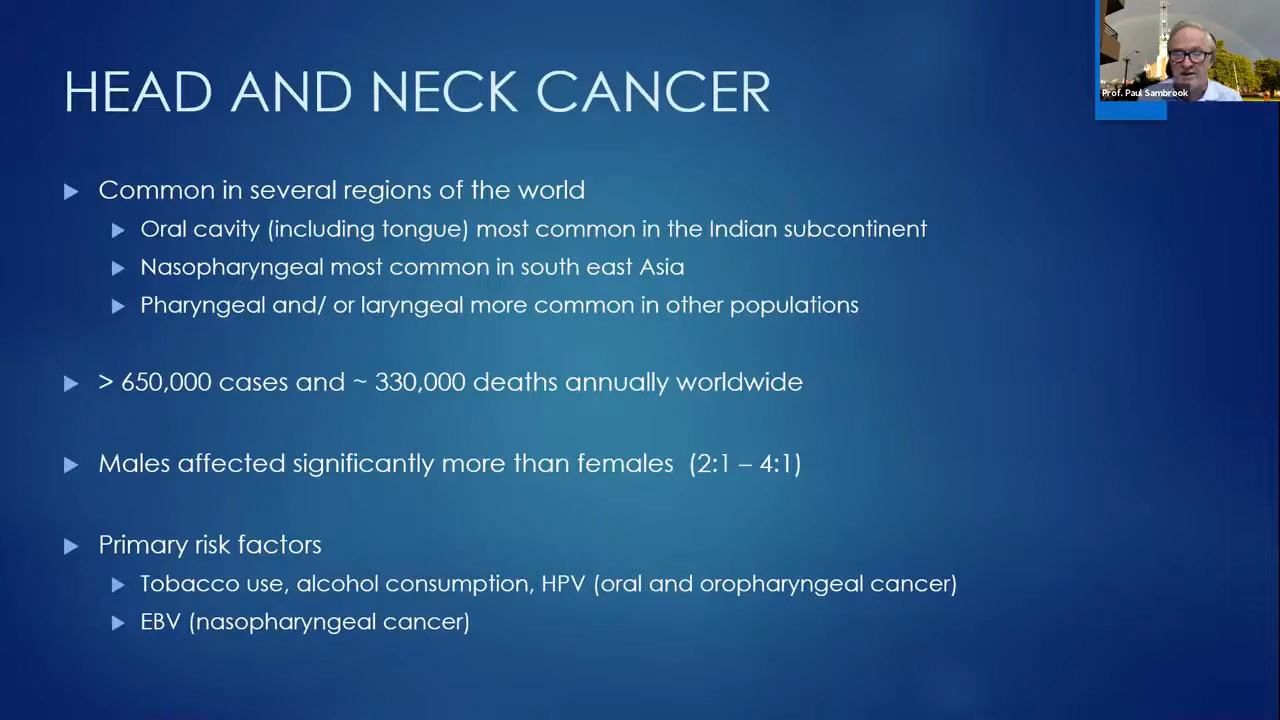 HEAD AND NECK CANCER
Prof. Paul Sambrook
Common in several regions of the world
Oral cavity (including tongue) most common in the Indian subcontinent
Nasopharyngeal most common in south east Asia
Pharyngeal and/ or laryngeal more common in other populations
> 650,000 cases and ~ 330,000 deaths annually worldwide
Males affected significantly more than females (2:1 – 4:1)
Primary risk factors
Tobacco use, alcohol consumption, HPV (oral and oropharyngeal cancer)
EBV (nasopharyngeal cancer)